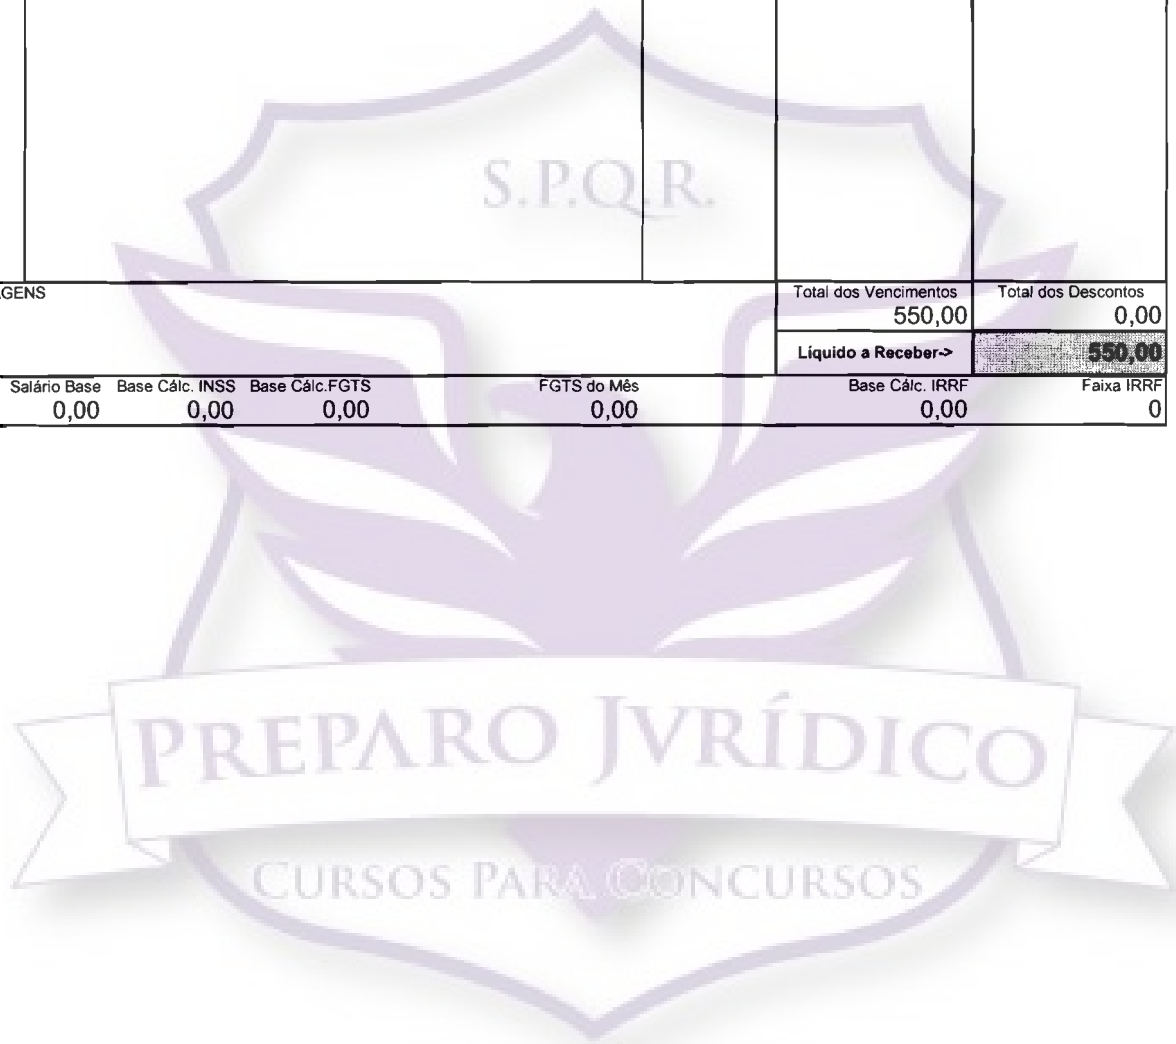 S.P.Q.R.
AGENS
Total dos Vencimentos Total dos Descontos
550,00 0,00
Líquido a Receber-> 550,00
Salário Base Base Cálc. INSS Base Cálc.FGTS FGTS do Mês Base Cálc. IRRF Faixa IRRF
0,00 0,00 0,00 0,00 0,00 0
PREPARO JVRÍDICO
CURSOS PARA CONCURSOS